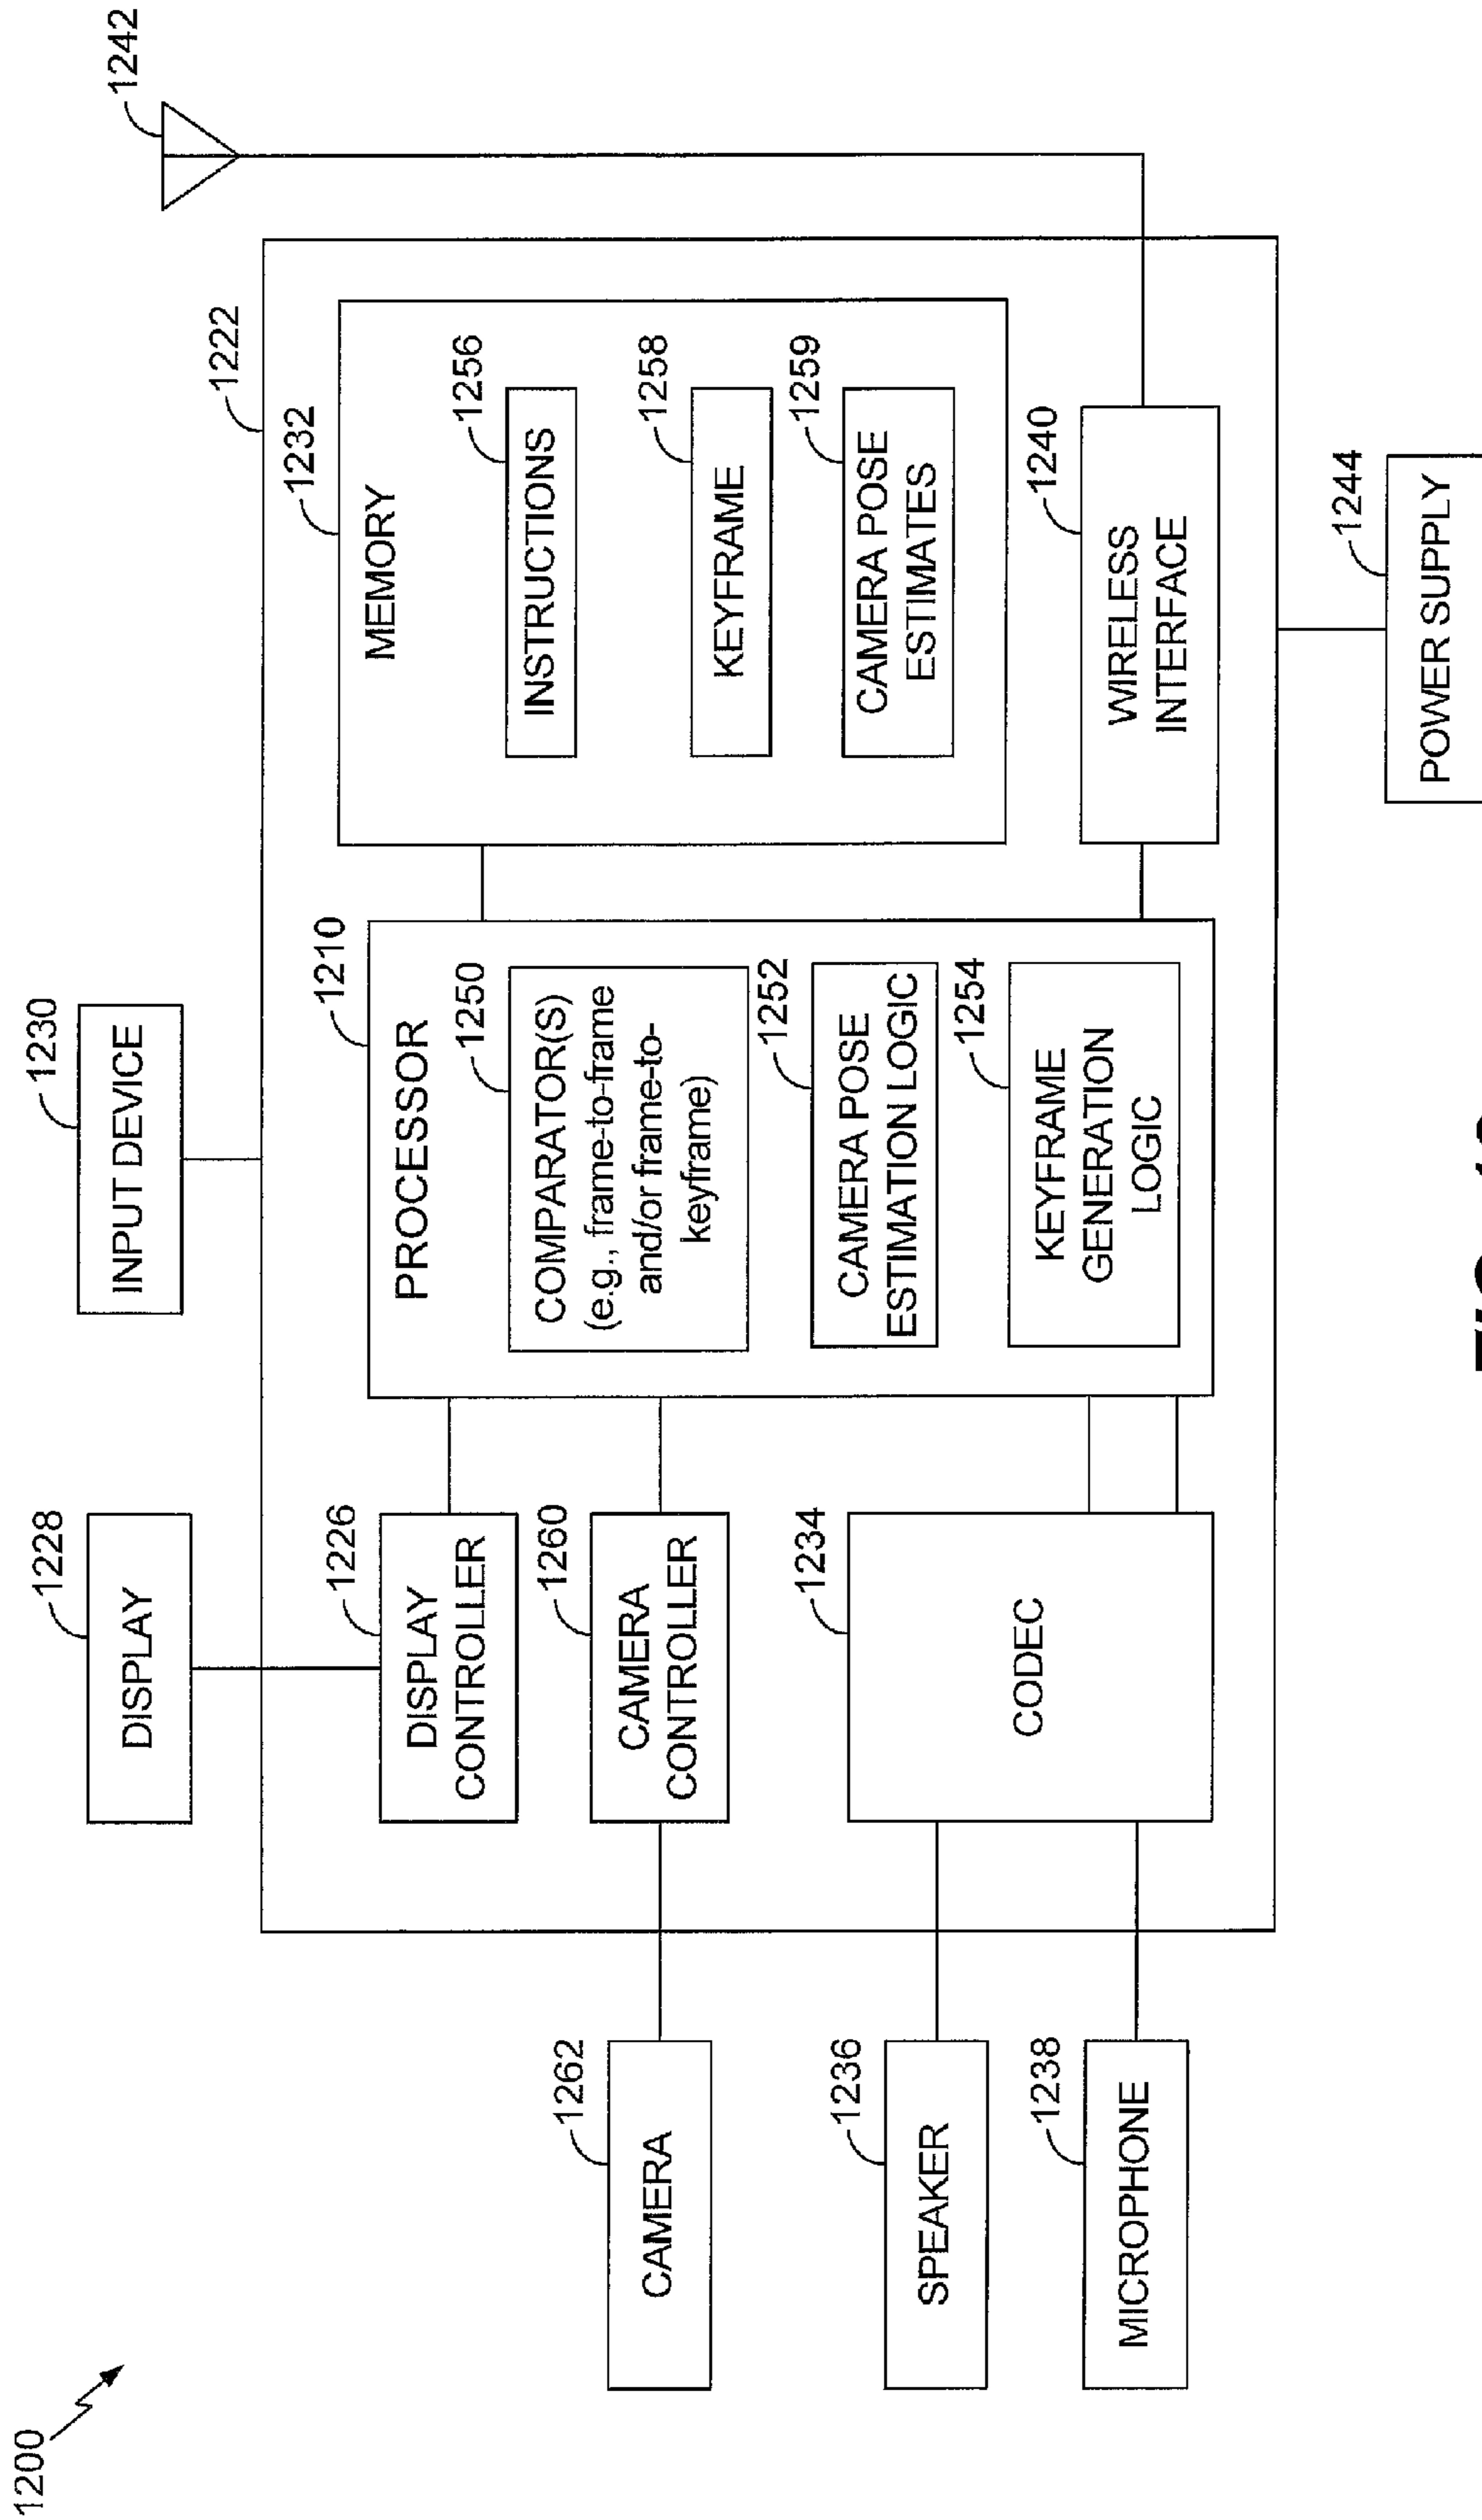 1200
1228
DISPLAY
1230
INPUT DEVICE
1242
1222
1226
DISPLAY
CONTROLLER
1260
CAMERA
CONTROLLER
1234
CODEC
1262
CAMERA
1236
SPEAKER
1238
MICROPHONE
1210
PROCESSOR
1250
COMPARATOR(S)
(e.g., frame-to-frame
and/or frame-to-
keyframe)
1252
CAMERA POSE
ESTIMATION LOGIC
1254
KEYFRAME
GENERATION
LOGIC
1232
MEMORY
1256
INSTRUCTIONS
1258
KEYFRAME
1259
CAMERA POSE
ESTIMATES
1240
WIRELESS
INTERFACE
1244
POWER SUPPLY